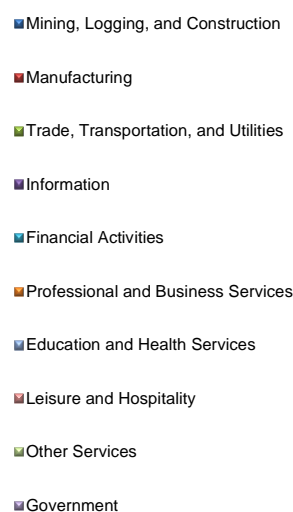 Mining, Logging, and Construction
Manufacturing
Trade, Transportation, and Utilities
Information
Financial Activities
Professional and Business Services
Education and Health Services
Leisure and Hospitality
Other Services
Government